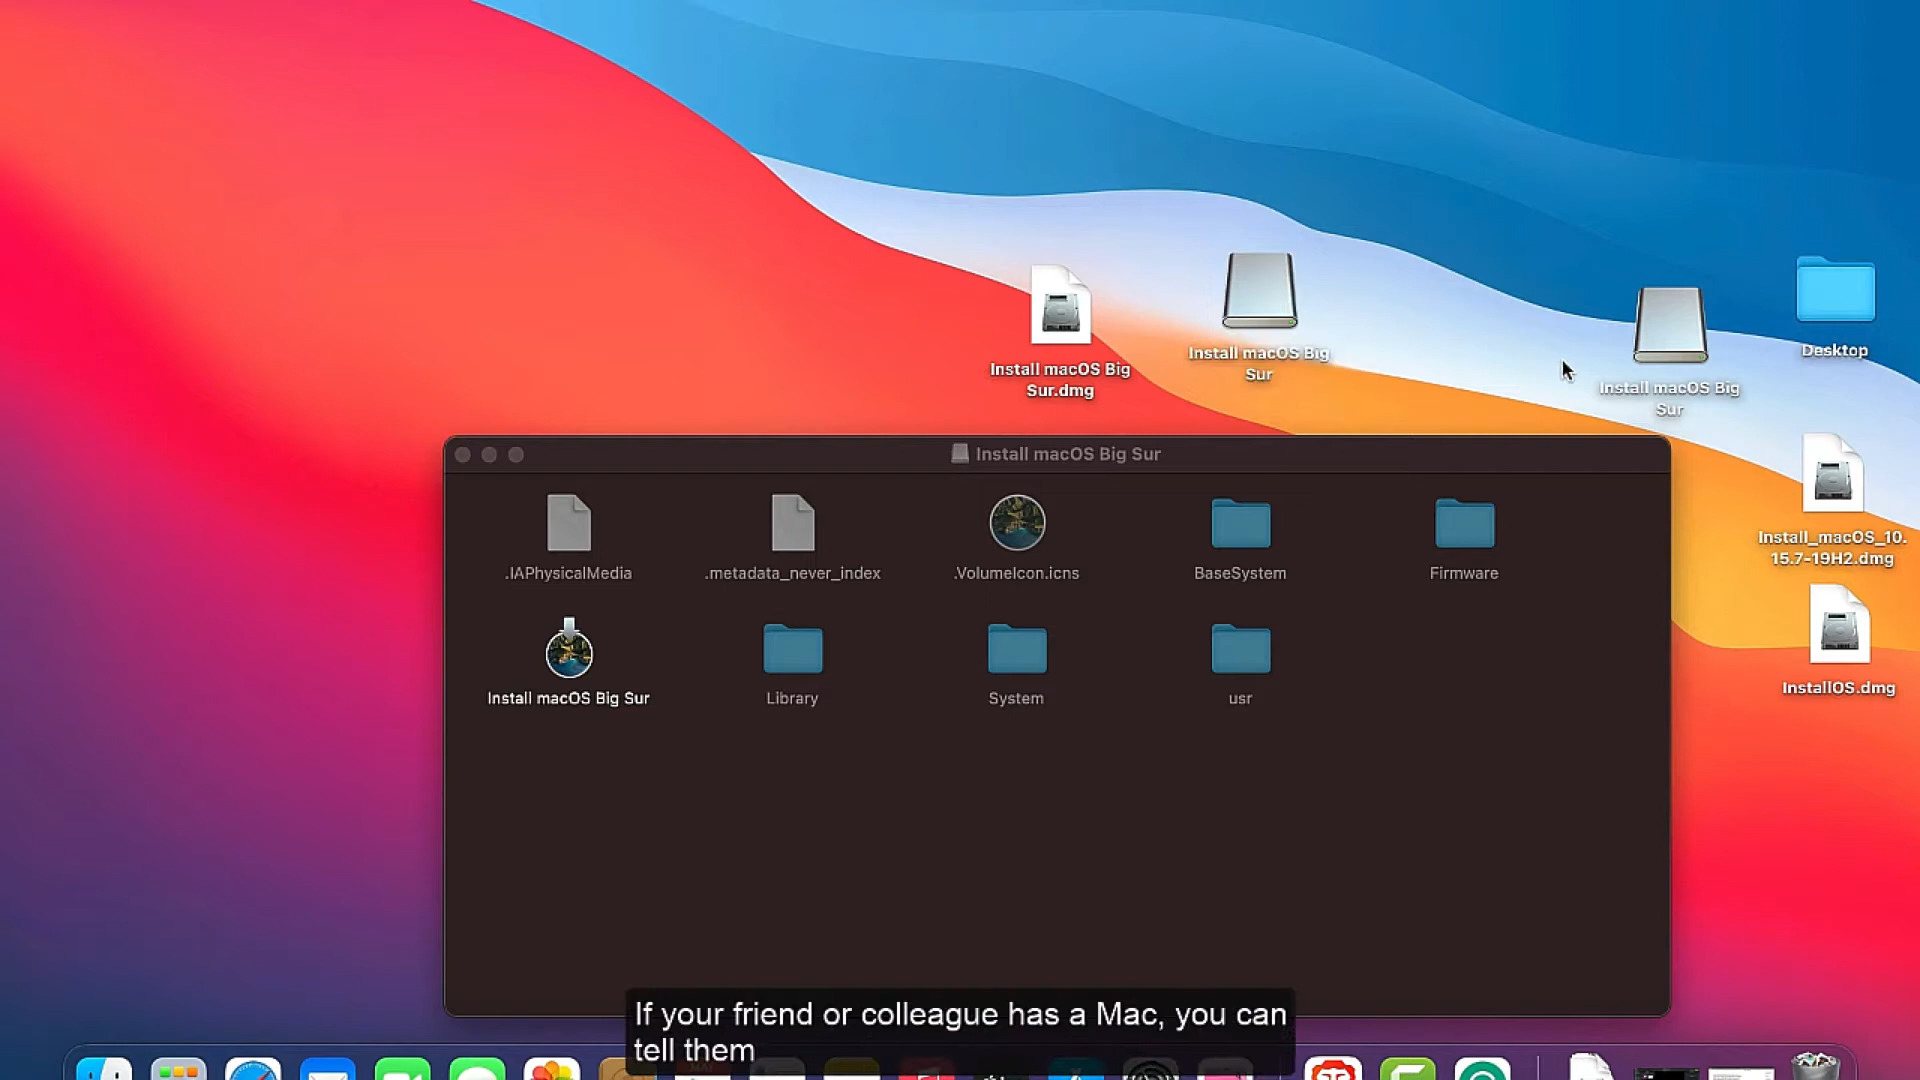 Install macOS Big
Sur.dmg
Install macOS Big
Sur
Install macOS Big
Sur
Desktop
Install_macOS_10.
15.7-19H2.dmg
InstallOS.dmg
Install macOS Big Sur
.IAPhysicalMedia
.metadata_never_index
.VolumeIcon.icns
BaseSystem
Firmware
Install macOS Big Sur
Library
System
usr
If your friend or colleague has a Mac, you can
tell them